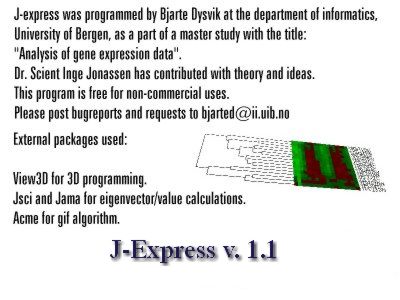 J-express was programmed by Bjarte Dysvik at the department of informatics,
University of Bergen, as a part of a master study with the title:
"Analysis of gene expression data".
Dr. Scient Inge Jonassen has contributed with theory and ideas.
This program is free for non-commercial uses.
Please post bugreports and requests to bjarted@ii.uib.no
External packages used:
View3D for 3D programming.
Jsci and Jama for eigenvector/value calculations.
Acme for gif algorithm.
J-Express v. 1.1